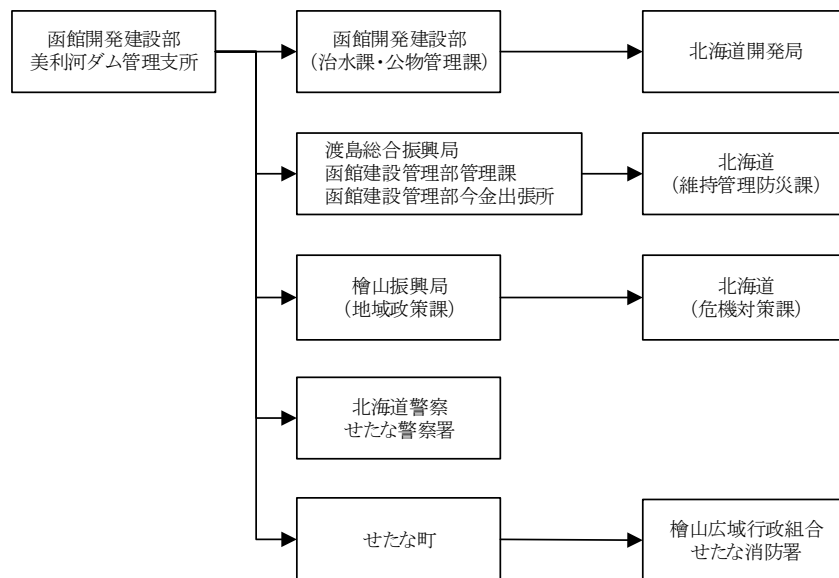 函館開発建設部
美利河ダム管理支所
函館開発建設部
(治水課・公物管理課)
北海道開発局
渡島総合振興局
函館建設管理部管理課
函館建設管理部今金出張所
北海道
(維持管理防災課)
檜山振興局
(地域政策課)
北海道
(危機対策課)
北海道警察
せたな警察署
せたな町
檜山広域行政組合
せたな消防署